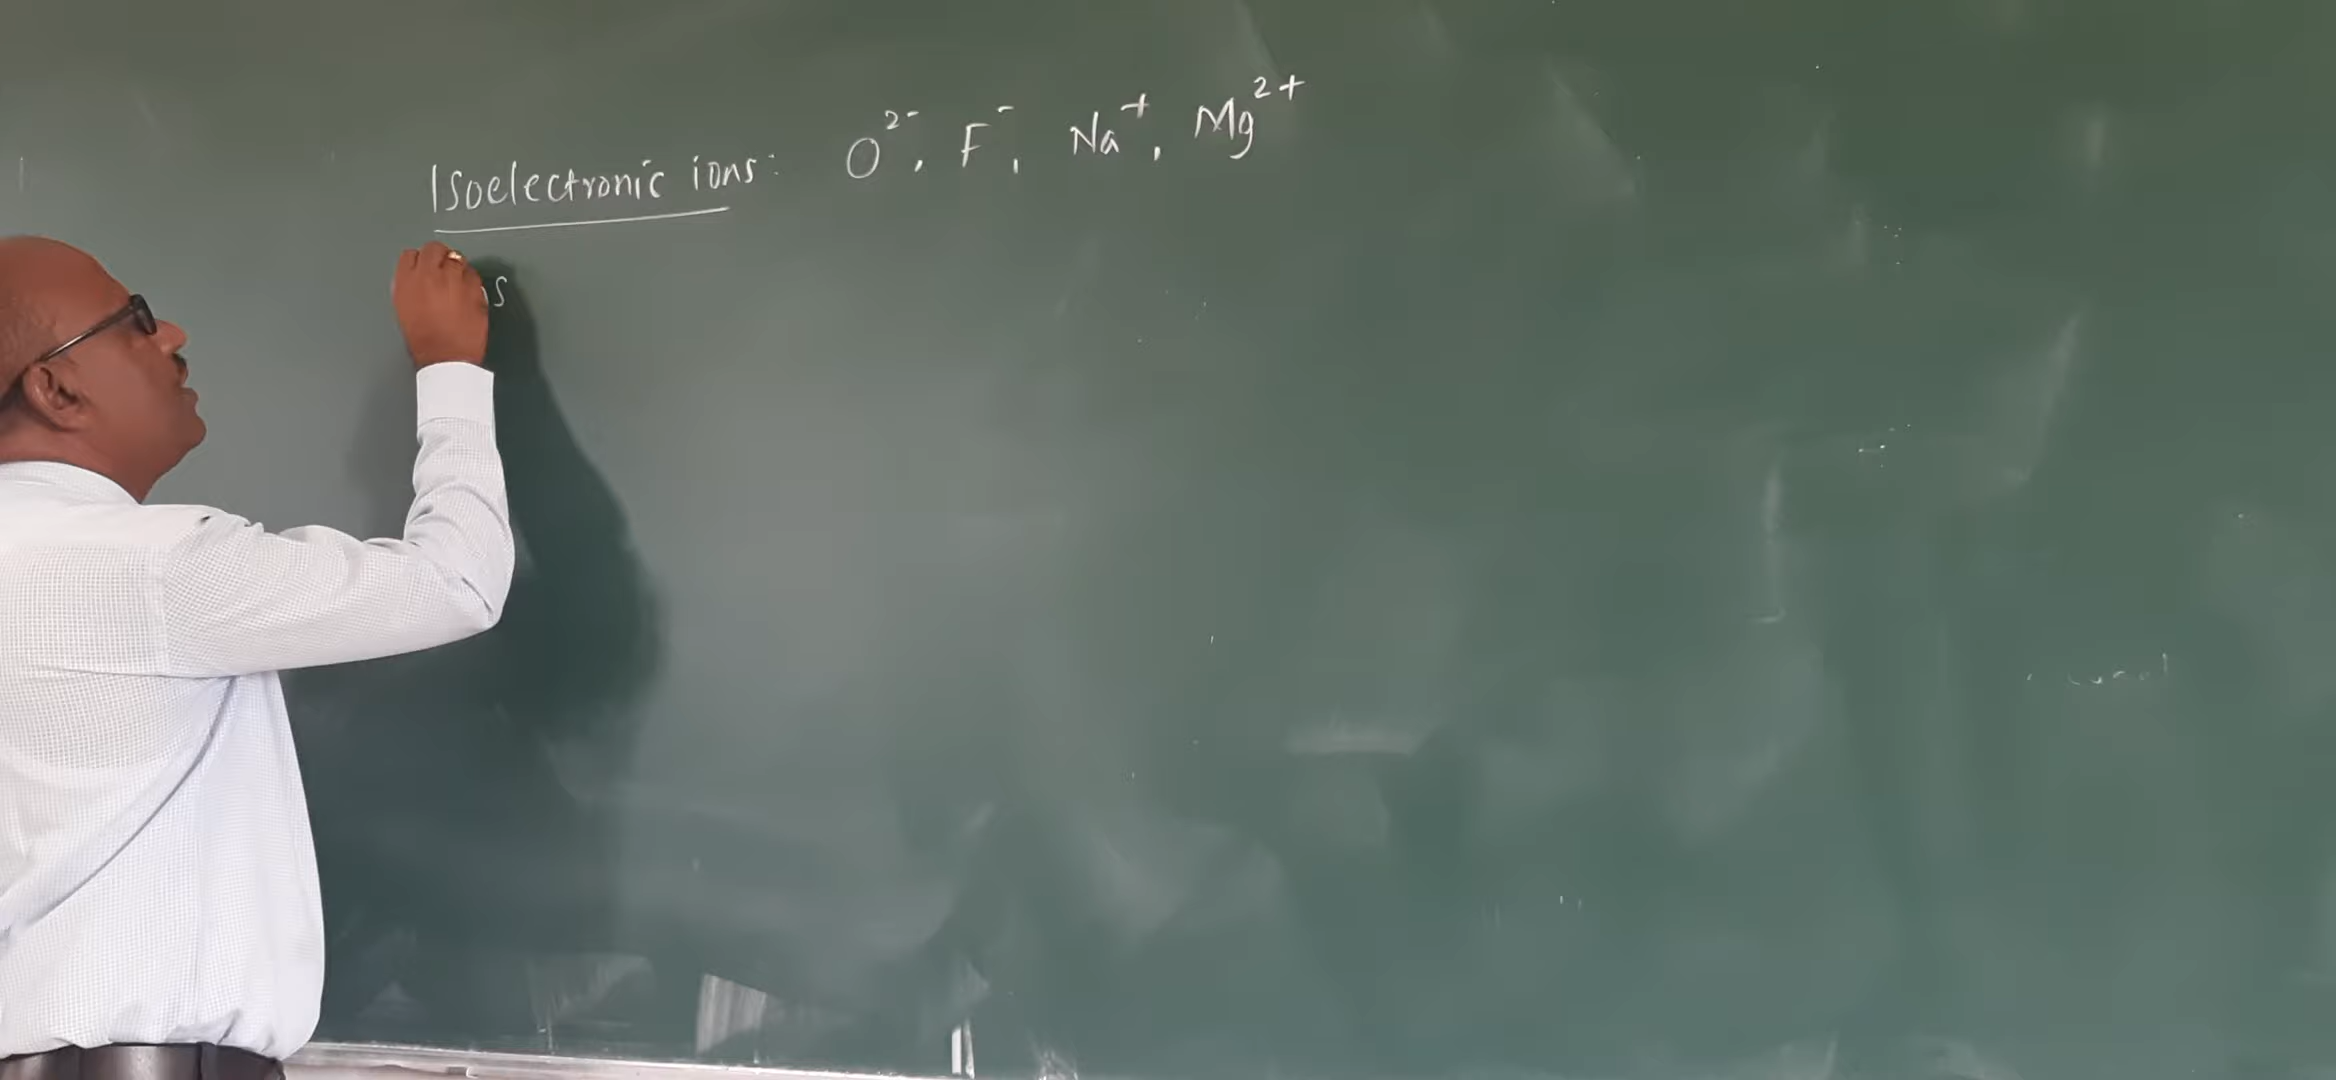 Isoelectronic ions: O²⁻, F⁻, Na⁺, Mg²⁺